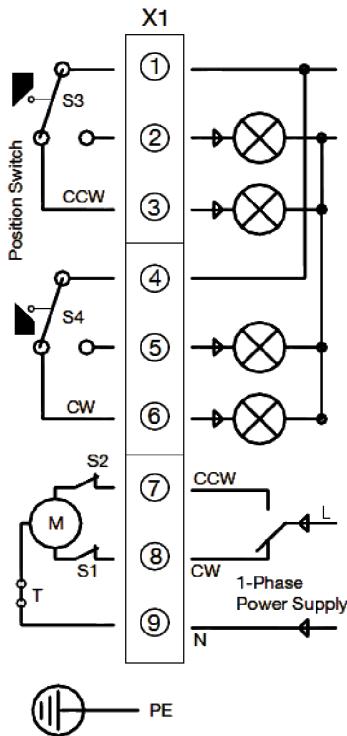 X1
1
S3
2
Position Switch
CCW
3
4
S4
5
CW
6
S2
7
CCW
M
L
S1
8
CW
T
1-Phase
Power Supply
9
N
PE